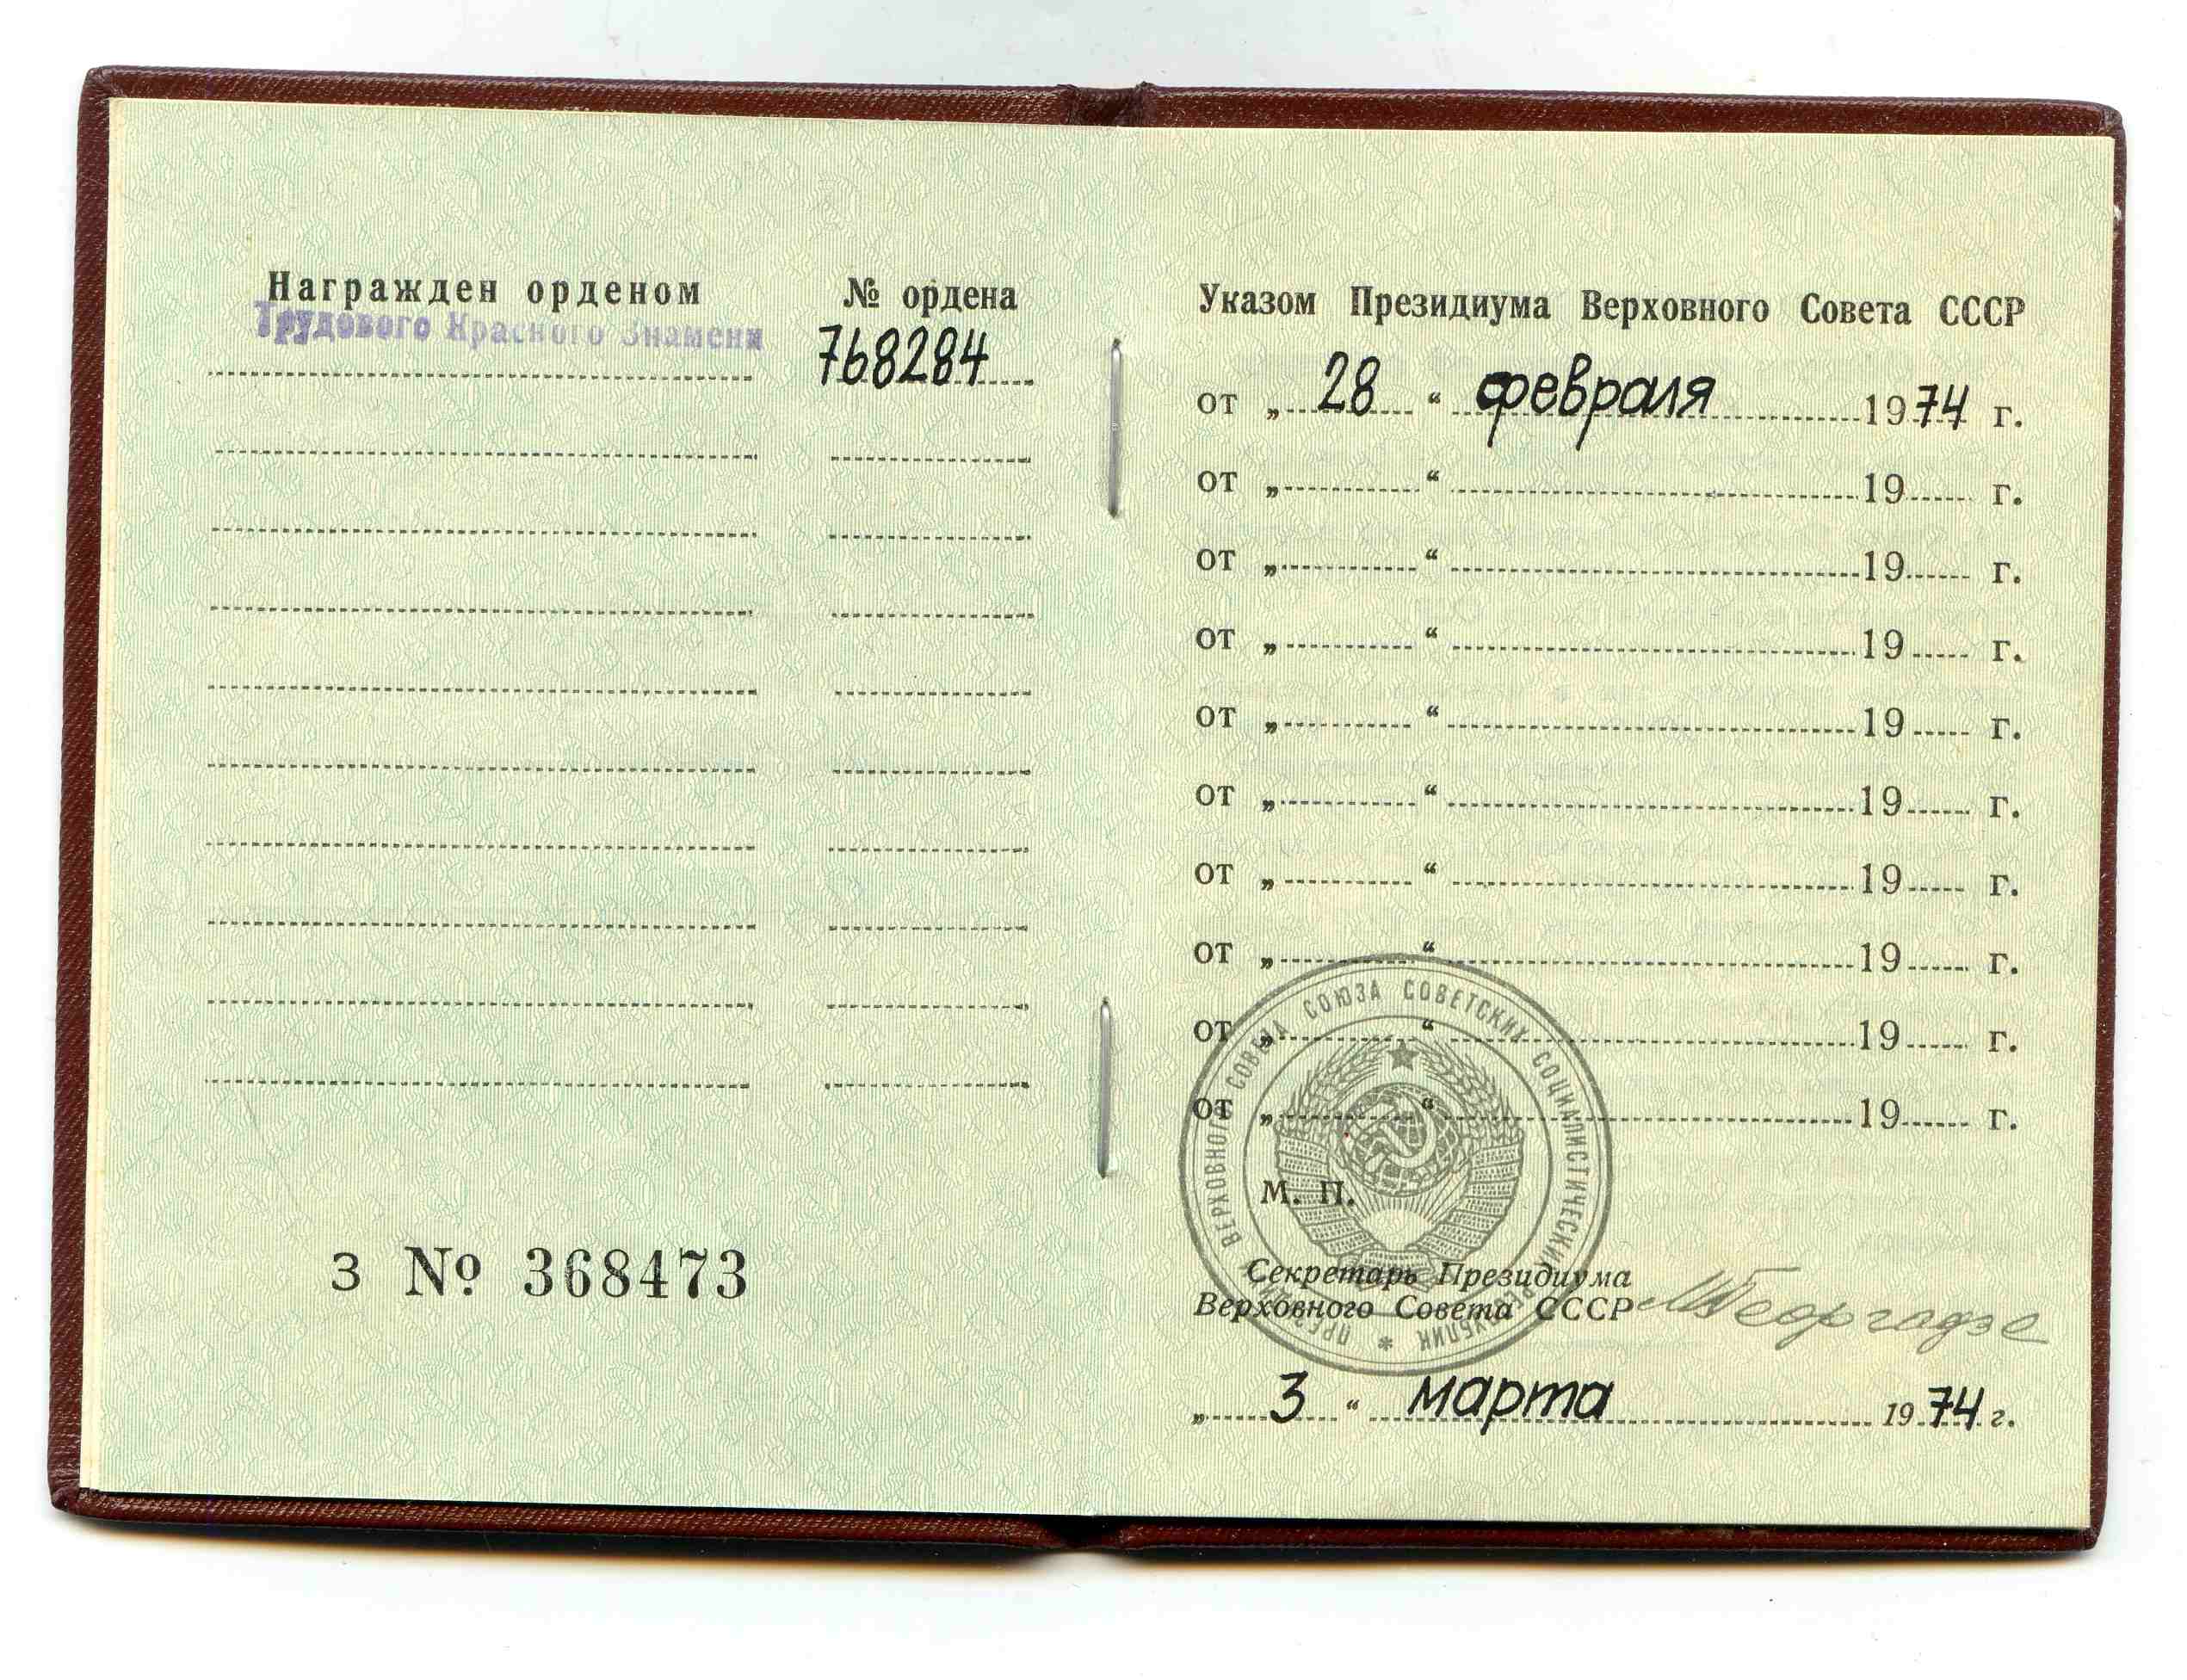 Награжден орденом
Трудового Красного Знамени
№ ордена
768284
З № 368473
Указом Президиума Верховного Совета СССР
от „ 28 “ февраля 1974 г.
от „ “ 19 г.
от „ “ 19 г.
от „ “ 19 г.
от „ “ 19 г.
от „ “ 19 г.
от „ “ 19 г.
от „ “ 19 г.
от „ “ 19 г.
от „ “ 19 г.
ПРЕЗИДИУМ ВЕРХОВНОГО СОВЕТА СОЮЗА СОВЕТСКИХ СОЦИАЛИСТИЧЕСКИХ РЕСПУБЛИК *
М. П.
Секретарь Президиума
Верховного Совета СССР М Георгадзе
„ 3 “ марта 1974 г.